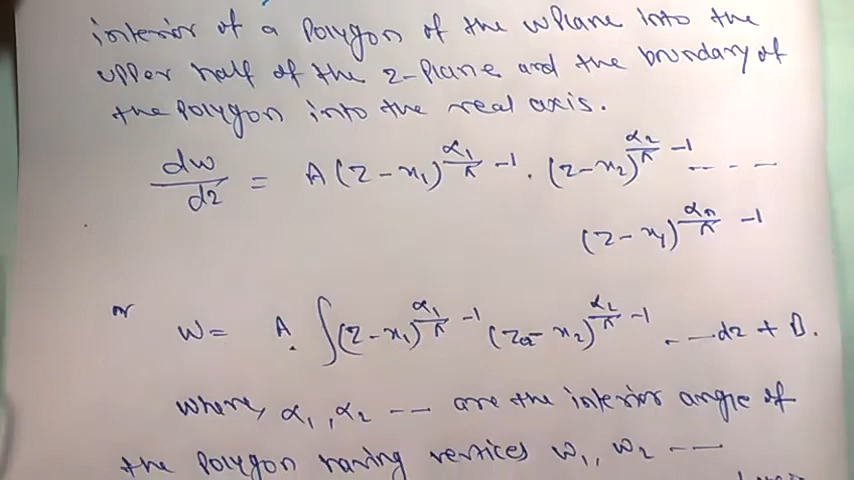 interior of a Polygon of the w Plane into the
upper half of the z-Plane and the boundary of
the Polygon into the real axis.
dw/dz = A (z-x₁)^(α₁/π -1) . (z-x₂)^(α₂/π -1) -----
(z-xₙ)^(αₙ/π -1)
or w = A. ∫(z-x₁)^(α₁/π -1) (z-x₂)^(α₂/π -1) ----dz + B.
where, α₁, α₂ --- are the interior angle of
the Polygon having vertices w₁, w₂ ---